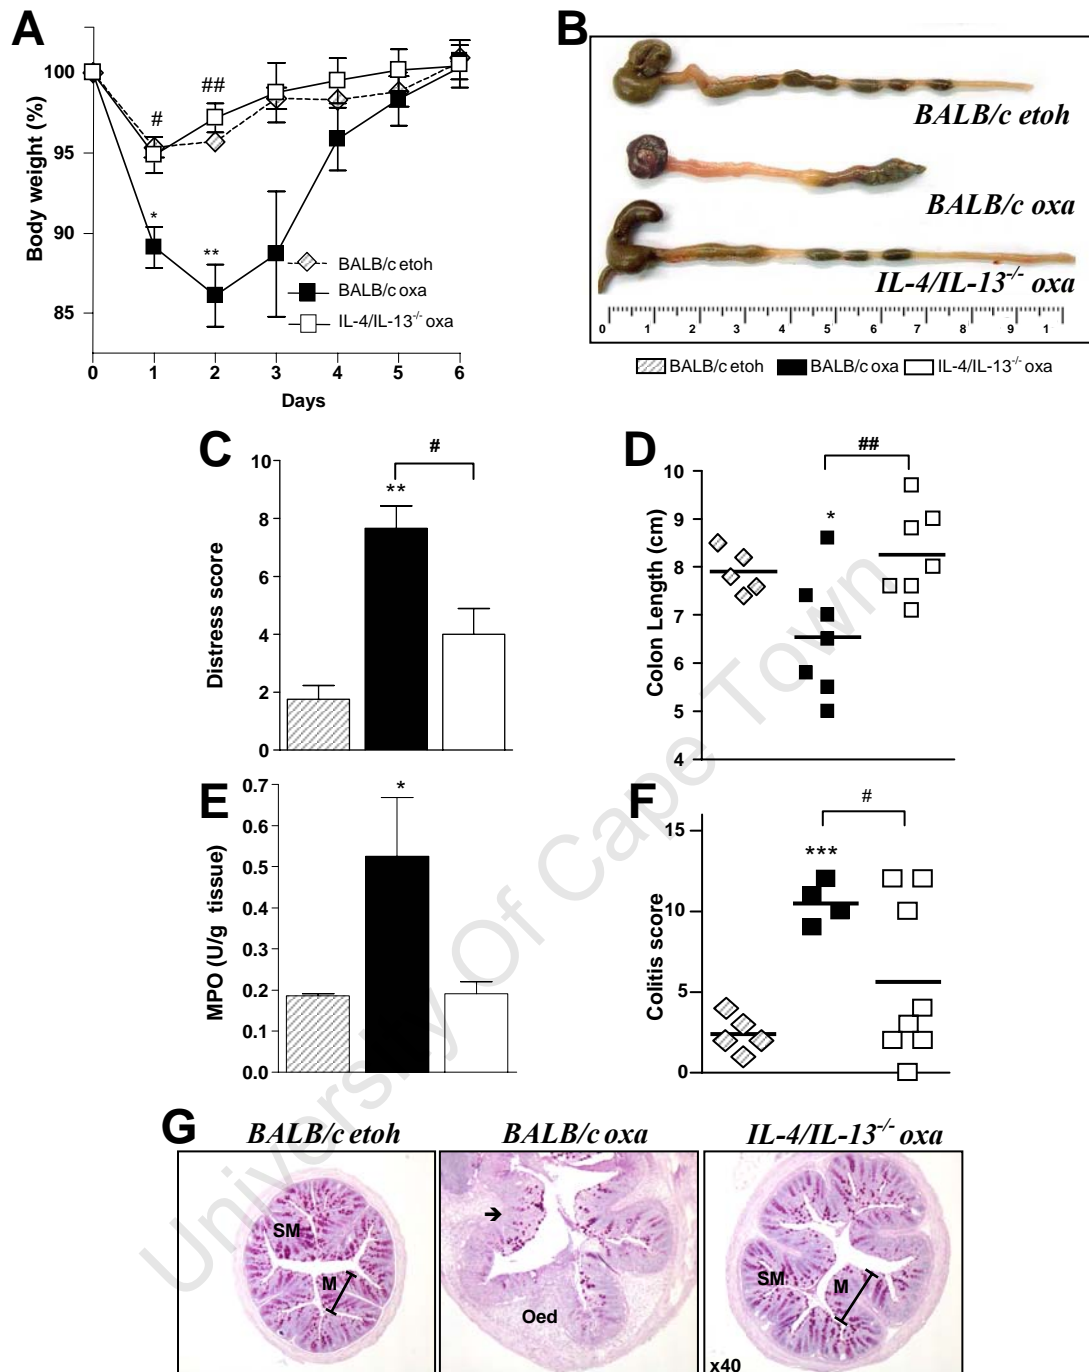 A
Body weight (%)
100
95
90
85
#
##
*
**
BALB/c etoh
BALB/c oxa
IL-4/IL-13-/- oxa
0 1 2 3 4 5 6
Days
B
BALB/c etoh
BALB/c oxa
IL-4/IL-13-/- oxa
0 1 2 3 4 5 6 7 8 9 1
BALB/c etoh BALB/c oxa IL-4/IL-13-/- oxa
C
Distress score
10
8
6
4
2
0
**
#
D
Colon Length (cm)
10
9
8
7
6
5
4
*
##
E
MPO (U/g tissue)
0.7
0.6
0.5
0.4
0.3
0.2
0.1
0.0
*
F
Colitis score
15
10
5
0
***
#
G
BALB/c etoh BALB/c oxa IL-4/IL-13-/- oxa
SM
M
Oed
SM
M
x40
University Of Cape Town